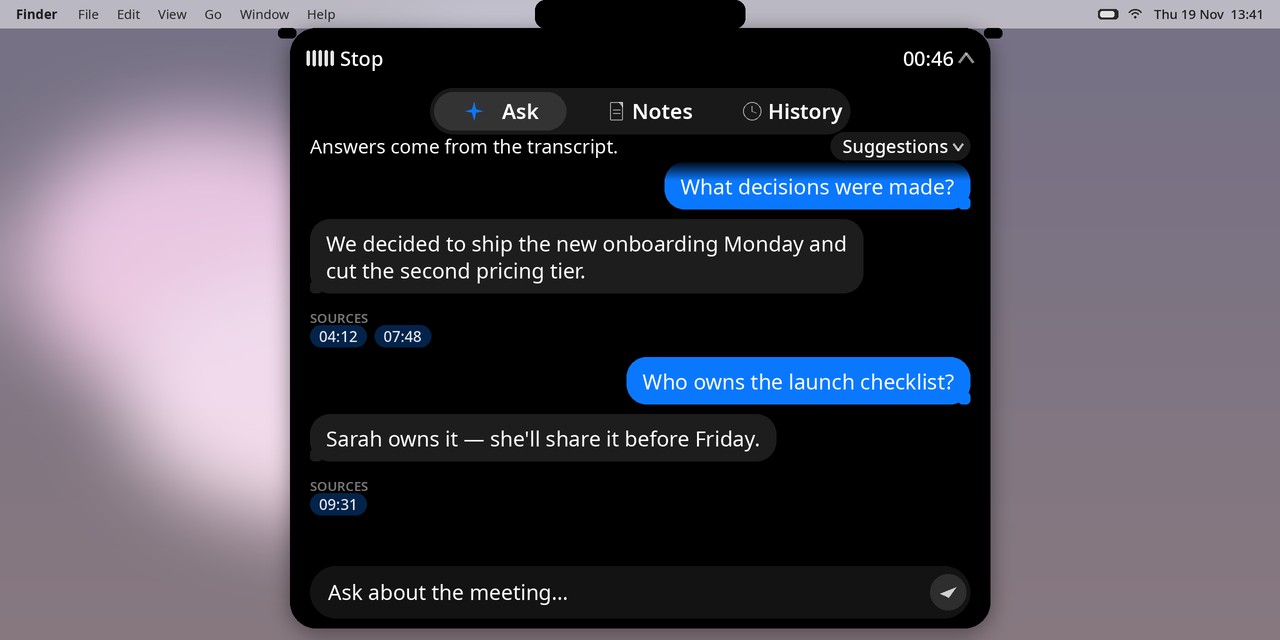 Finder File Edit View Go Window Help Thu 19 Nov 13:41
Stop 00:46
Ask Notes History
Answers come from the transcript. Suggestions
What decisions were made?
We decided to ship the new onboarding Monday and
cut the second pricing tier.
SOURCES
04:12 07:48
Who owns the launch checklist?
Sarah owns it — she'll share it before Friday.
SOURCES
09:31
Ask about the meeting...